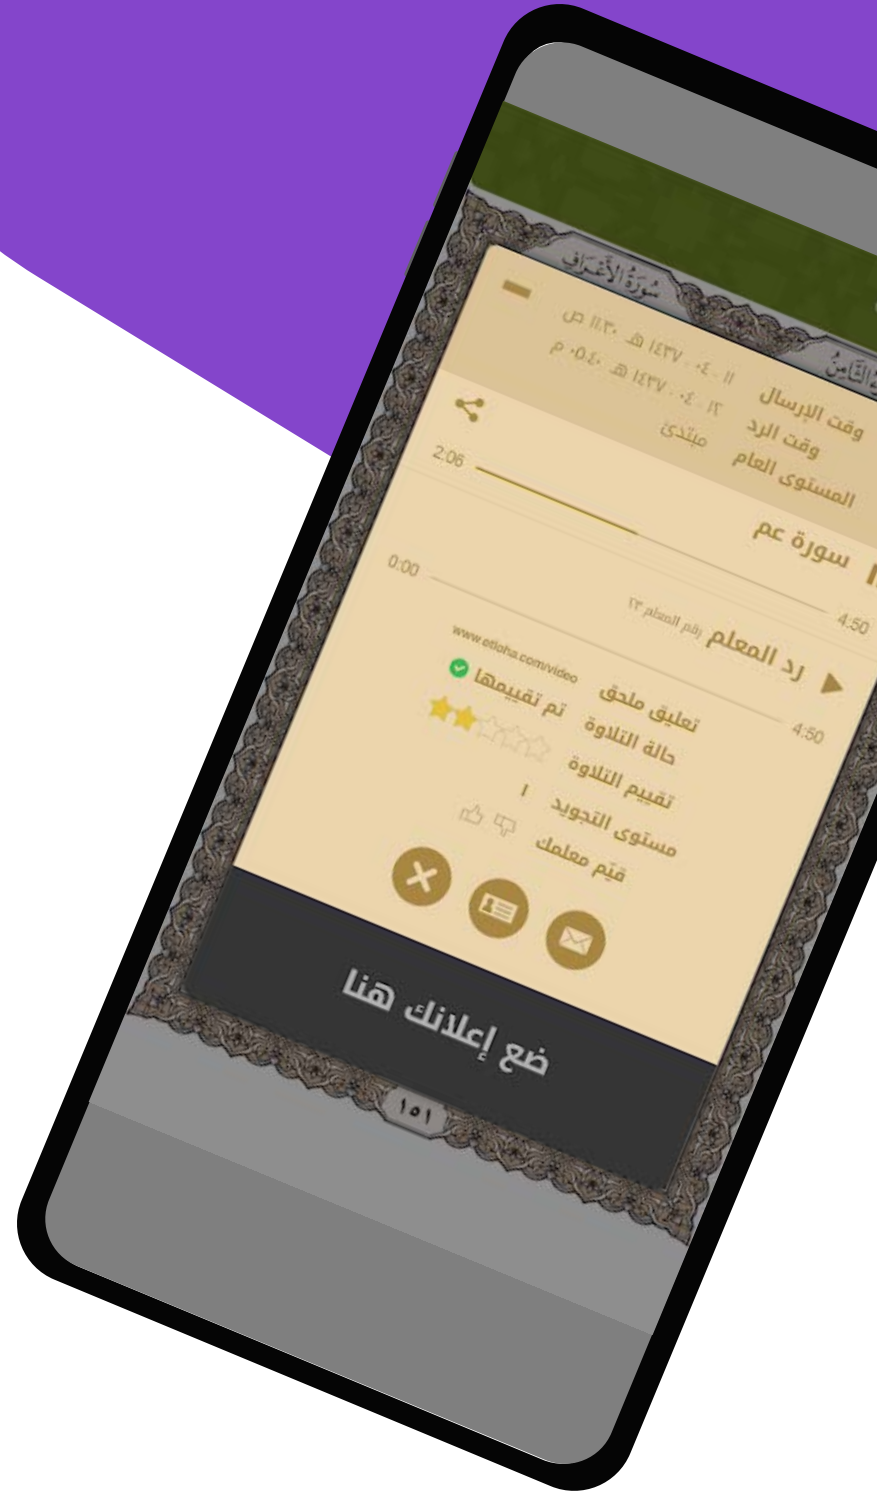 سُورَةُ الأَعْرَافِ
الثَّامِنُ
وقت الإرسال ١١ . ٠٤ . ١٤٣٧ هـ ١١:٣٠ ص
وقت الرد ١٢ . ٠٤ . ١٤٣٧ هـ ٠٥:٤٠ م
المستوى العام مبتدئ
سورة عم
2:06
4:50
رد المعلم رقم المعلم ٢٣
0:00
4:50
تعليق ملحق www.etloha.com/video
حالة التلاوة تم تقييمها
تقييم التلاوة
مستوى التجويد ١
قيّم معلمك
ضع إعلانك هنا
١٥١